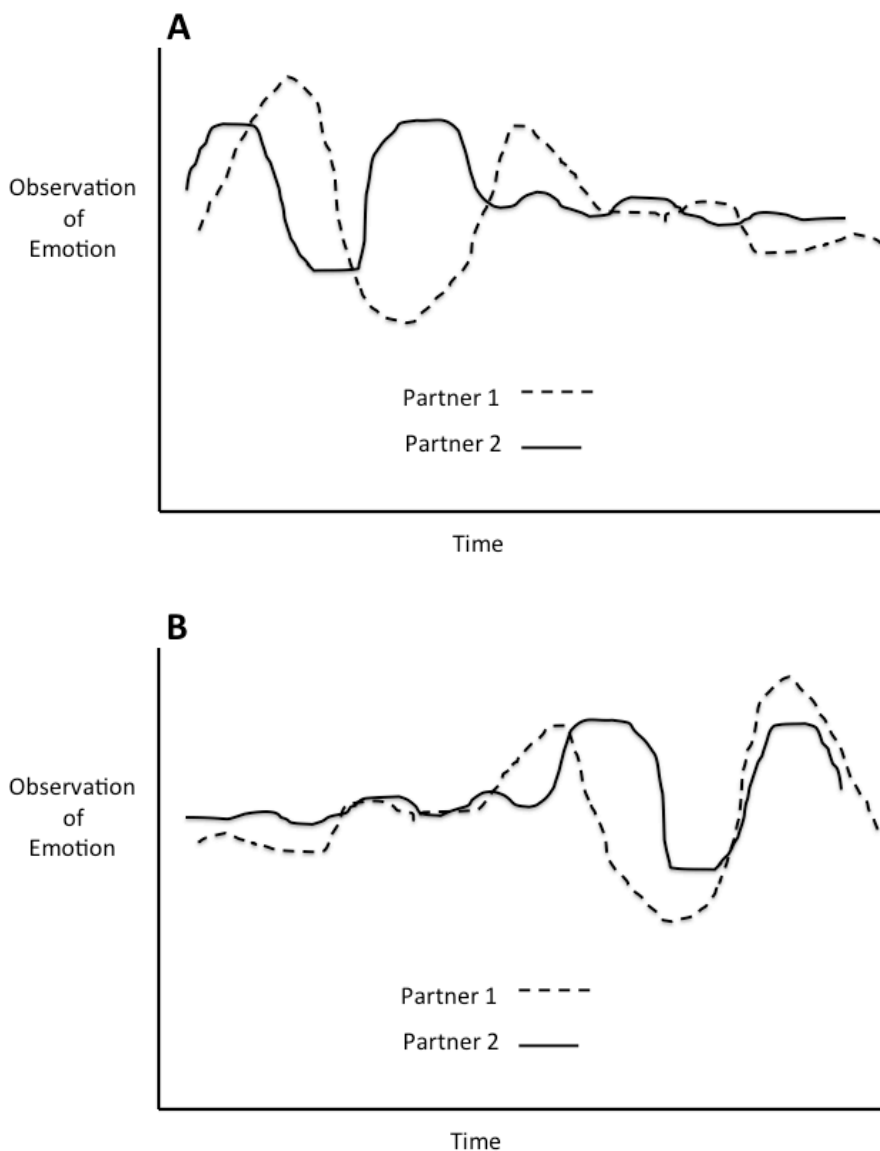 A
Observation
of
Emotion
Partner 1
Partner 2
Time
B
Observation
of
Emotion
Partner 1
Partner 2
Time